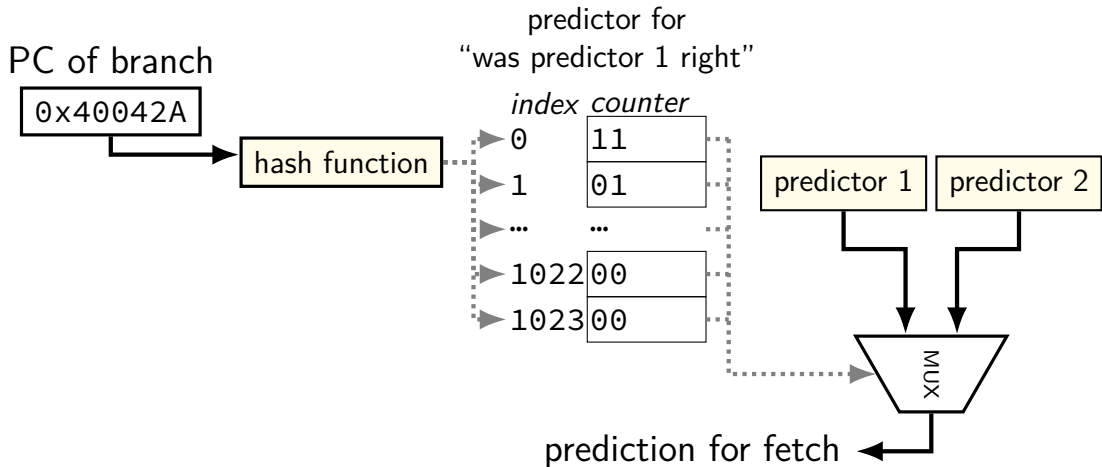 predictor for
“was predictor 1 right”
PC of branch
0x40042A
hash function
index counter
0 11
1 01
... ...
1022 00
1023 00
predictor 1 predictor 2
MUX
prediction for fetch